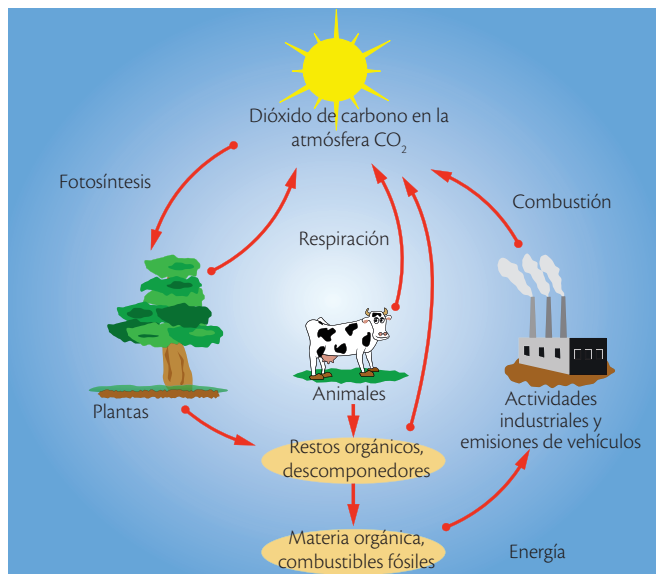 Dióxido de carbono en la
atmósfera CO₂
Fotosíntesis
Combustión
Respiración
Plantas
Animales
Actividades
industriales y
emisiones de vehículos
Restos orgánicos,
descomponedores
Materia orgánica,
combustibles fósiles
Energía